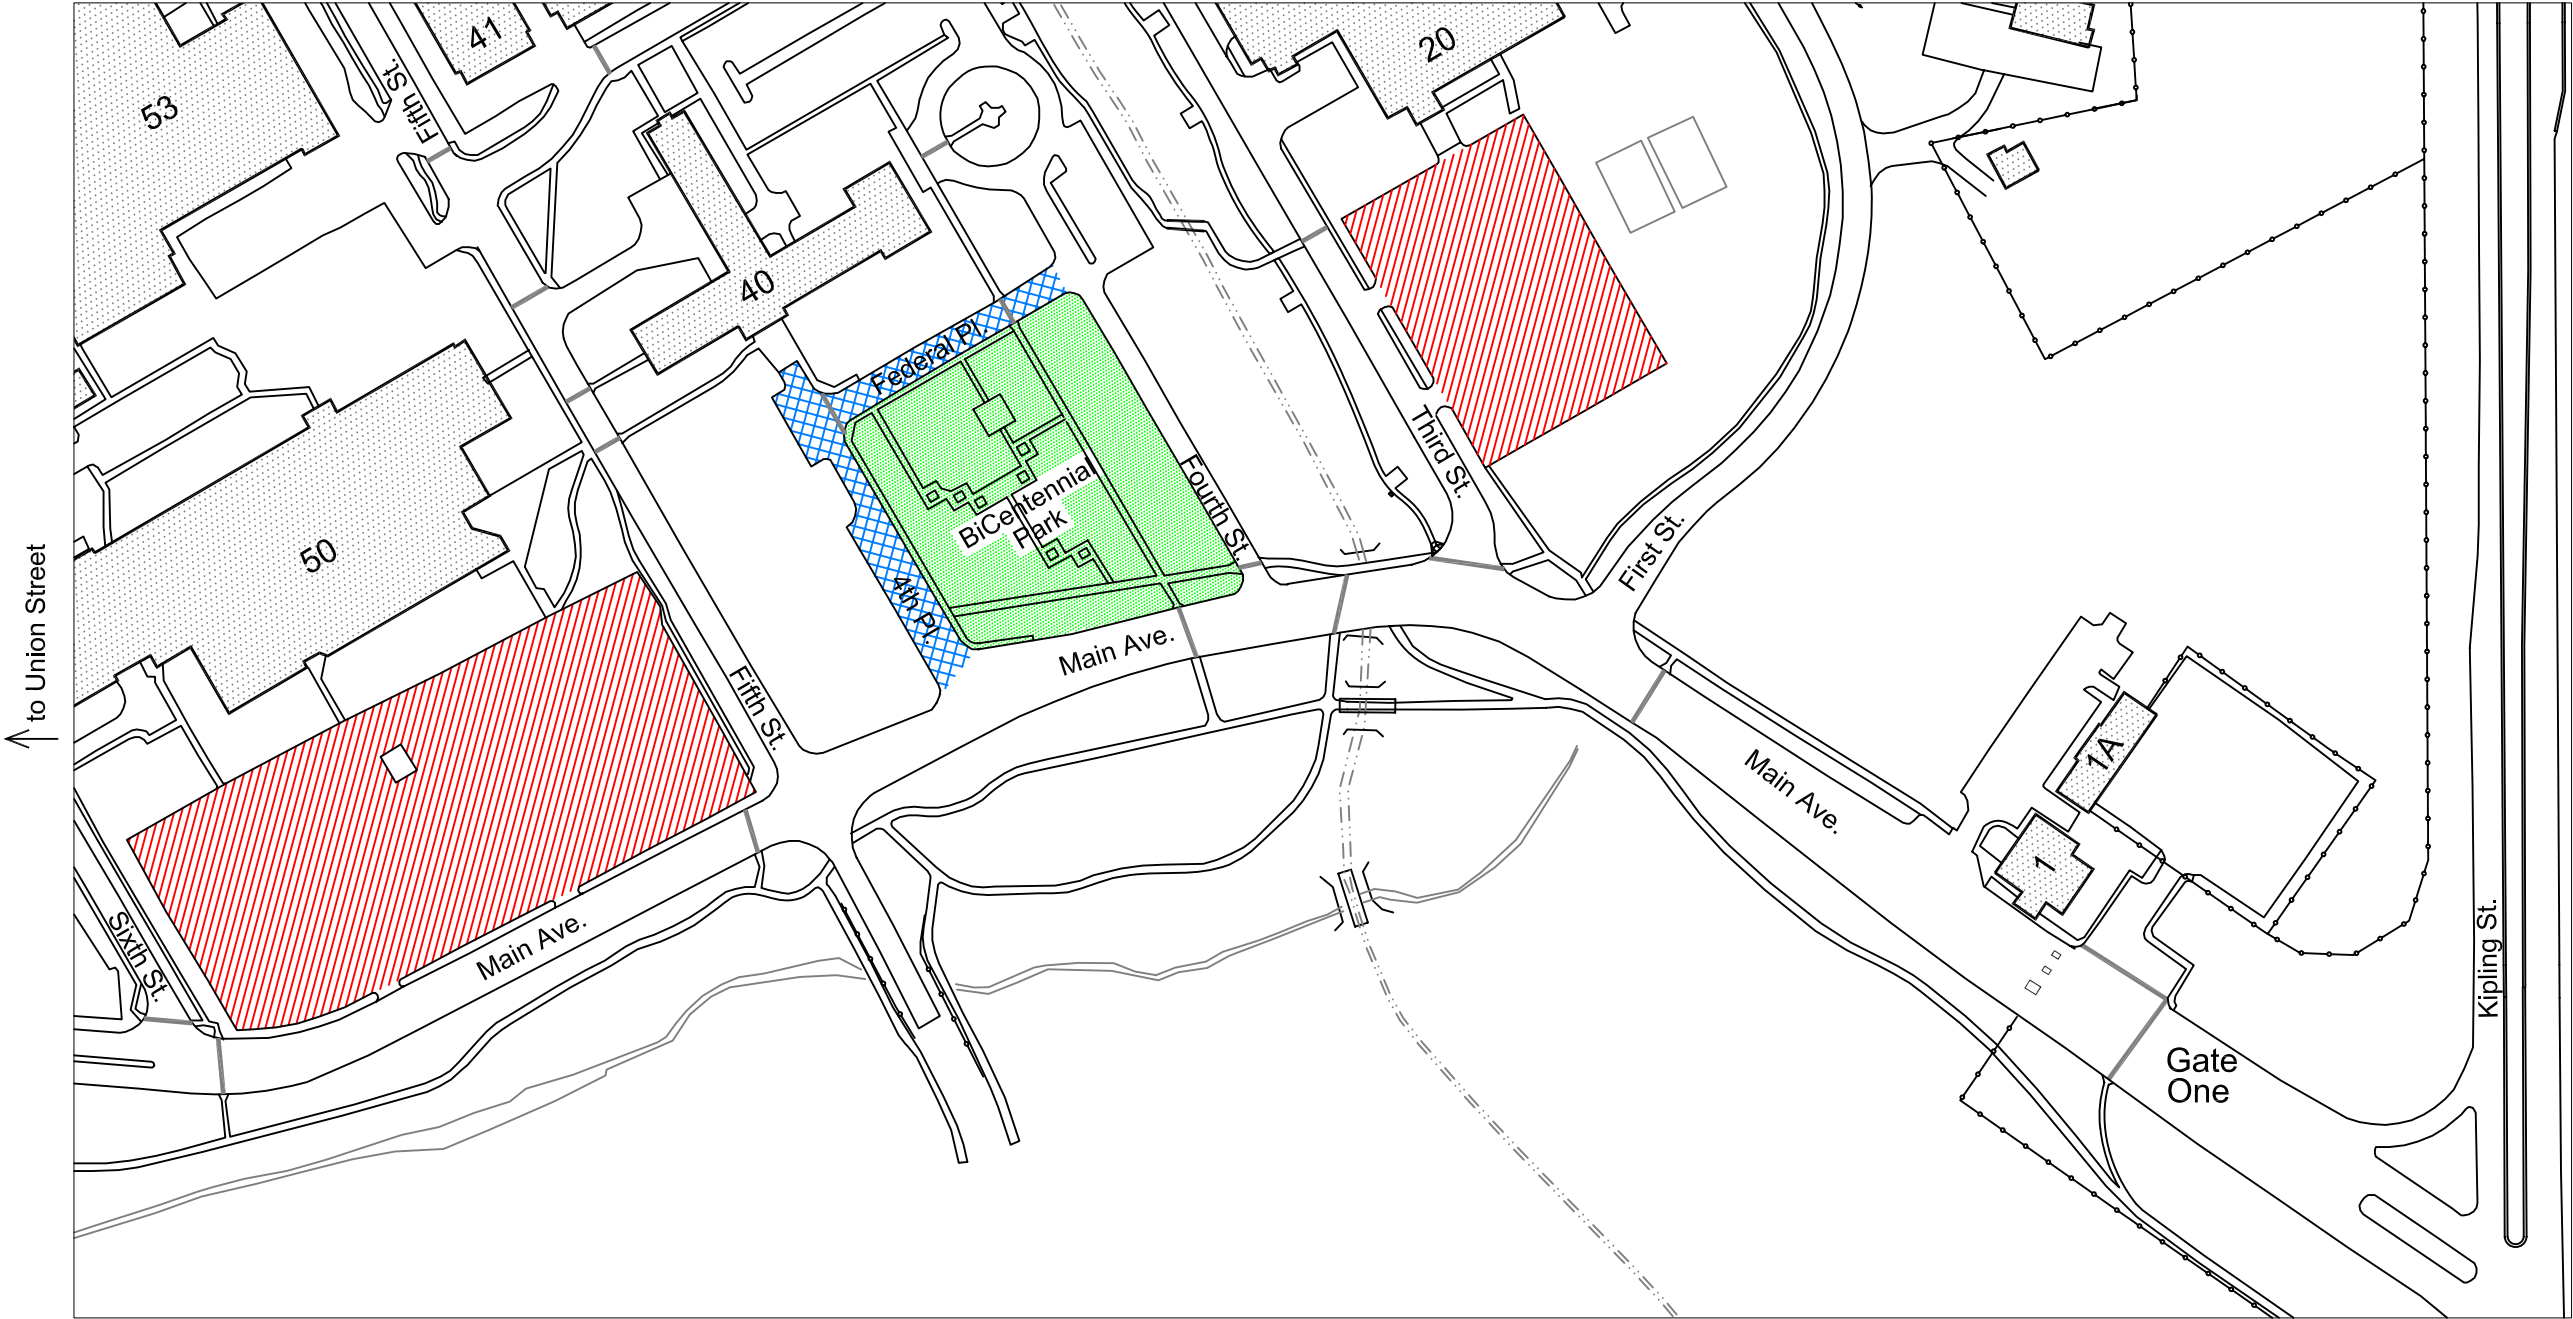 41
20
53
Fifth St.
40
Federal Pl.
Third St.
BiCentennial
Park
Fourth St.
50
First St.
4th Pl.
to Union Street
Main Ave.
Fifth St.
1A
Main Ave.
1
Main Ave.
Sixth St.
Kipling St.
Gate
One